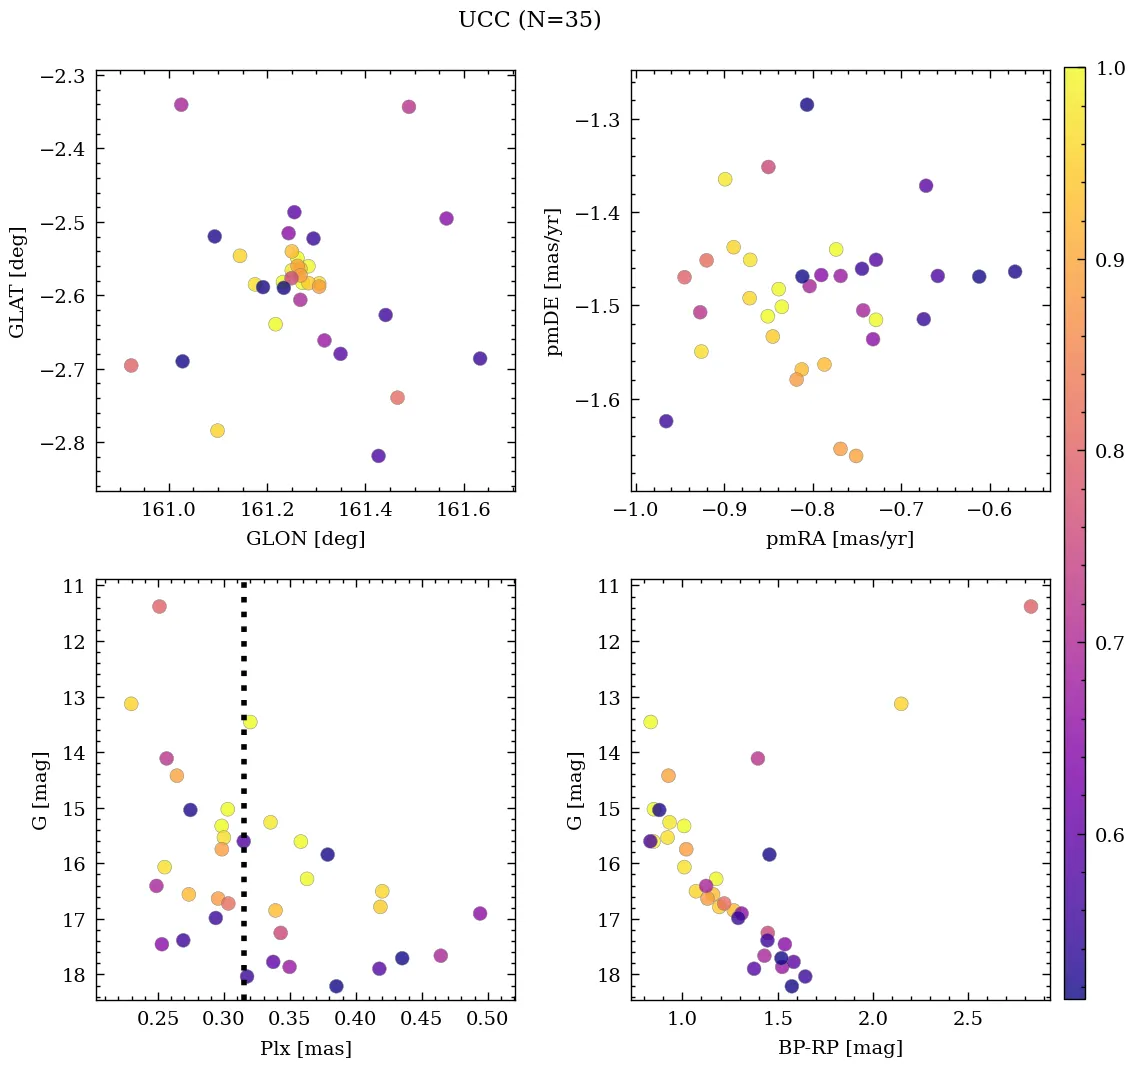 UCC (N=35)
−2.3
−2.4
−2.5
−2.6
−2.7
−2.8
GLAT [deg]
161.0 161.2 161.4 161.6
GLON [deg]
−1.3
−1.4
−1.5
−1.6
pmDE [mas/yr]
−1.0 −0.9 −0.8 −0.7 −0.6
pmRA [mas/yr]
1.0
0.9
0.8
0.7
0.6
11
12
13
14
15
16
17
18
G [mag]
0.25 0.30 0.35 0.40 0.45 0.50
Plx [mas]
11
12
13
14
15
16
17
18
G [mag]
1.0 1.5 2.0 2.5
BP-RP [mag]